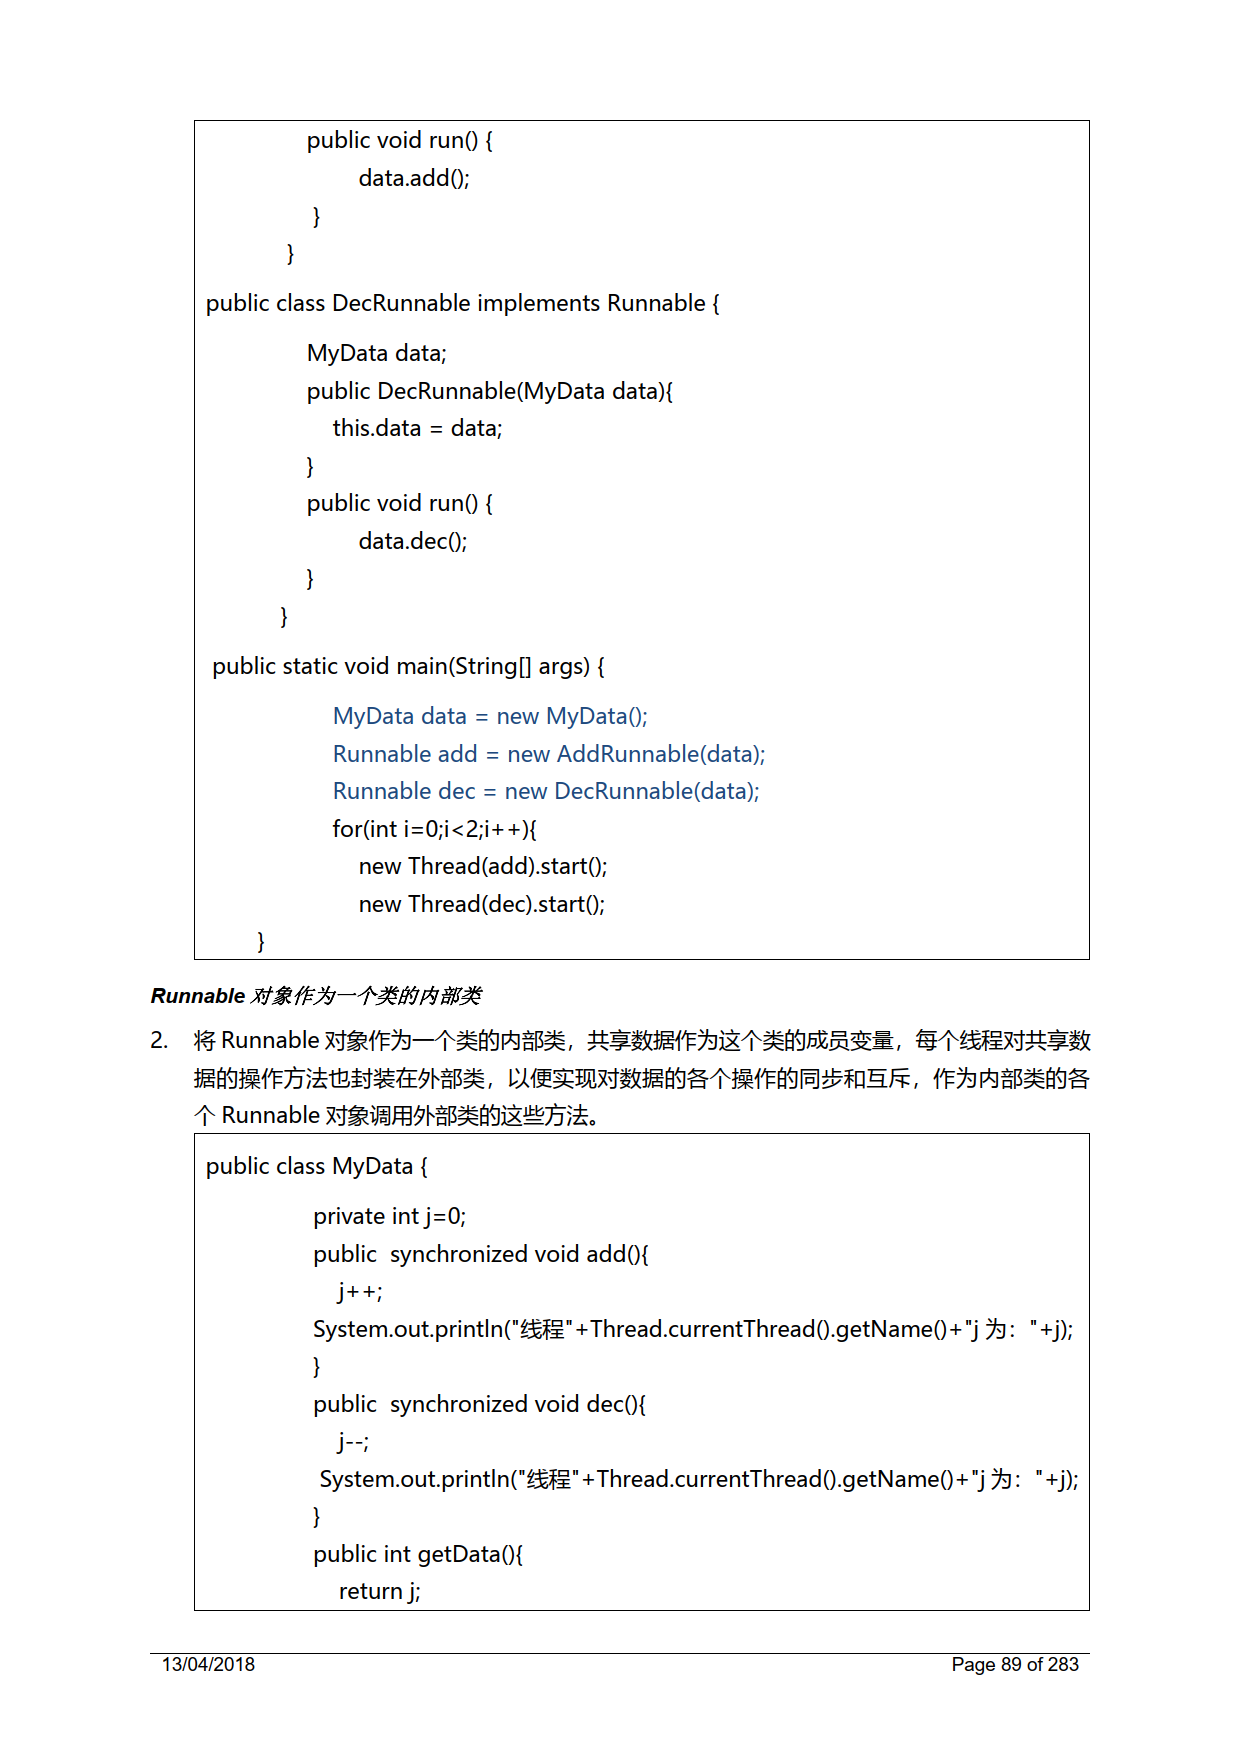 public void run() {
data.add();
}
}
public class DecRunnable implements Runnable {
MyData data;
public DecRunnable(MyData data){
this.data = data;
}
public void run() {
data.dec();
}
}
public static void main(String[] args) {
MyData data = new MyData();
Runnable add = new AddRunnable(data);
Runnable dec = new DecRunnable(data);
for(int i=0;i<2;i++){
new Thread(add).start();
new Thread(dec).start();
}
Runnable 对象作为一个类的内部类
2. 将 Runnable 对象作为一个类的内部类，共享数据作为这个类的成员变量，每个线程对共享数
据的操作方法也封装在外部类，以便实现对数据的各个操作的同步和互斥，作为内部类的各
个 Runnable 对象调用外部类的这些方法。
public class MyData {
private int j=0;
public  synchronized void add(){
j++;
System.out.println("线程"+Thread.currentThread().getName()+"j 为："+j);
}
public  synchronized void dec(){
j--;
System.out.println("线程"+Thread.currentThread().getName()+"j 为："+j);
}
public int getData(){
return j;
13/04/2018 Page 89 of 283